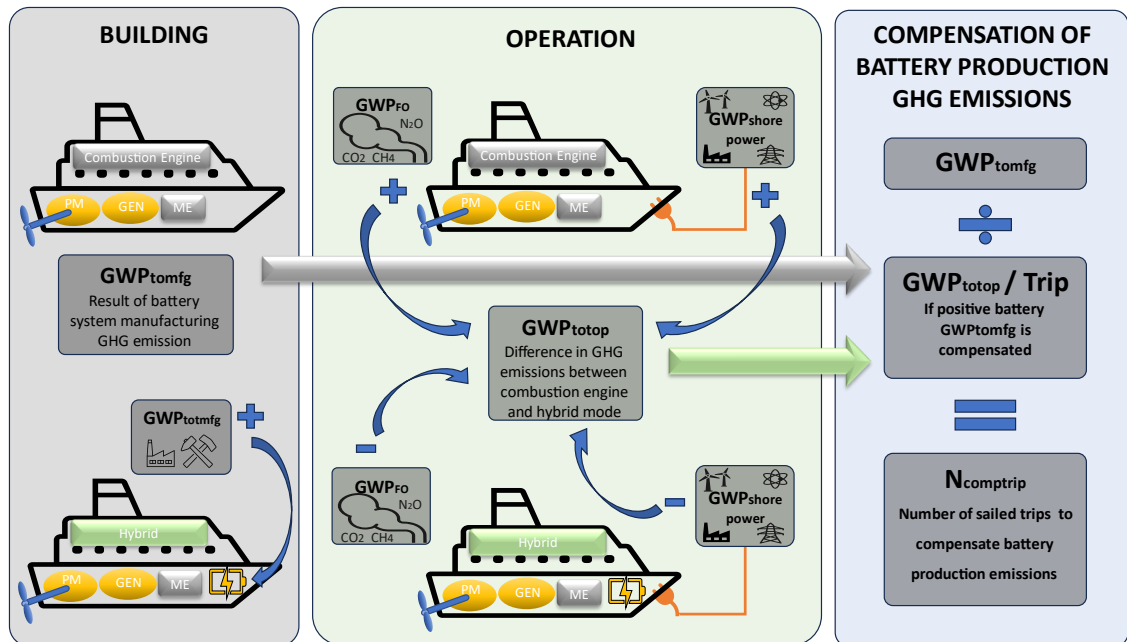 BUILDING
Combustion Engine
PM
GEN
ME
GWPtomfg
Result of battery
system manufacturing
GHG emission
GWPtotmfg
Hybrid
PM
GEN
ME
OPERATION
GWPFO
N2O
CO2 CH4
Combustion Engine
PM
GEN
ME
GWPshore
power
GWPtotop
Difference in GHG
emissions between
combustion engine
and hybrid mode
GWPFO
N2O
CO2 CH4
Hybrid
PM
GEN
ME
GWPshore
power
COMPENSATION OF
BATTERY PRODUCTION
GHG EMISSIONS
GWPtomfg
GWPtotop / Trip
If positive battery
GWPtomfg is
compensated
Ncomptrip
Number of sailed trips to
compensate battery
production emissions